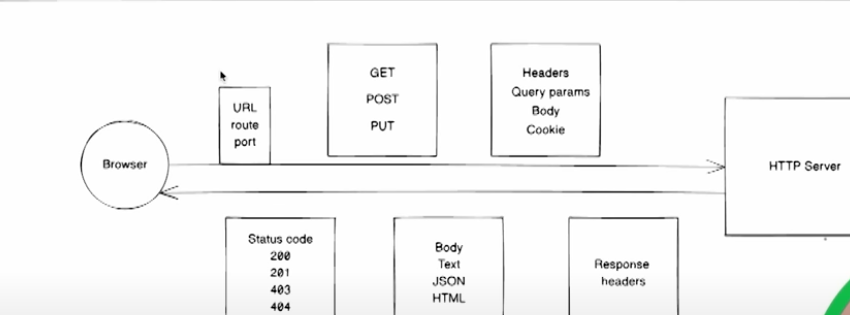 URL
route
port
GET
POST
PUT
Headers
Query params
Body
Cookie
Browser
HTTP Server
Status code
200
201
403
404
Body
Text
JSON
HTML
Response
headers